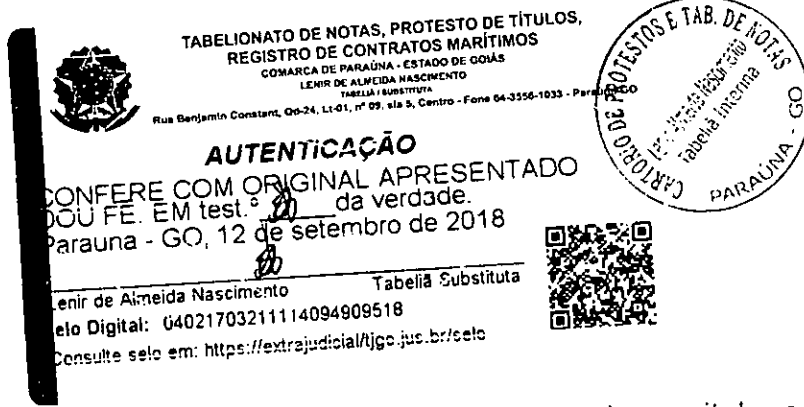 TABELIONATO DE NOTAS, PROTESTO DE TÍTULOS,
REGISTRO DE CONTRATOS MARÍTIMOS
COMARCA DE PARAÚNA - ESTADO DE GOIÁS
LENIR DE ALMEIDA NASCIMENTO
TABELIÃ SUBSTITUTA
Rua Benjamin Constant, Qd-24, Lt-01, nº 09, sla 5, Centro - Fone 64-3556-1033 - Paraúna-GO
AUTENTICAÇÃO
CONFERE COM ORIGINAL APRESENTADO
DOU FÉ. EM test.º da verdade.
Parauna - GO, 12 de setembro de 2018
Lenir de Almeida Nascimento Tabeliã Substituta
elo Digital: 04021703211114094909518
Consulte selo em: https://extrajudicial/tjgo.jus.br/selo
CARTÓRIO DE PROTESTOS E TAB. DE NOTAS
Tabeliã Interina
PARAÚNA - GO